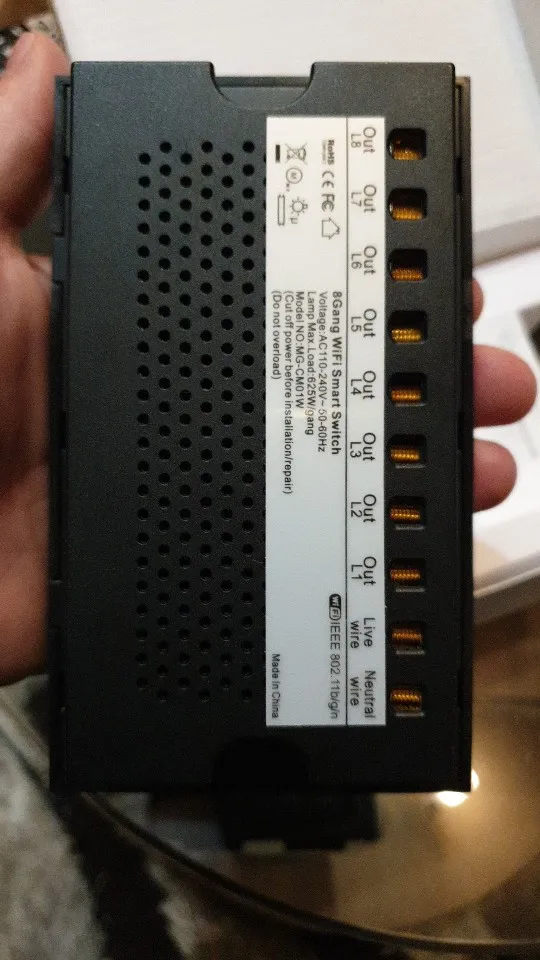 Out L8
Out L7
Out L6
Out L5
Out L4
Out L3
Out L2
Out L1
Live wire
Neutral wire
RoHS
CE FC
8Gang WiFi Smart Switch
Voltage:AC110-240V~ 50-60Hz
Lamp Max.Load:625W/gang
Model NO:MG-CM01W
(Cut off power before installation/repair)
(Do not overload)
WiFi IEEE 802.11b/g/n
Made in China